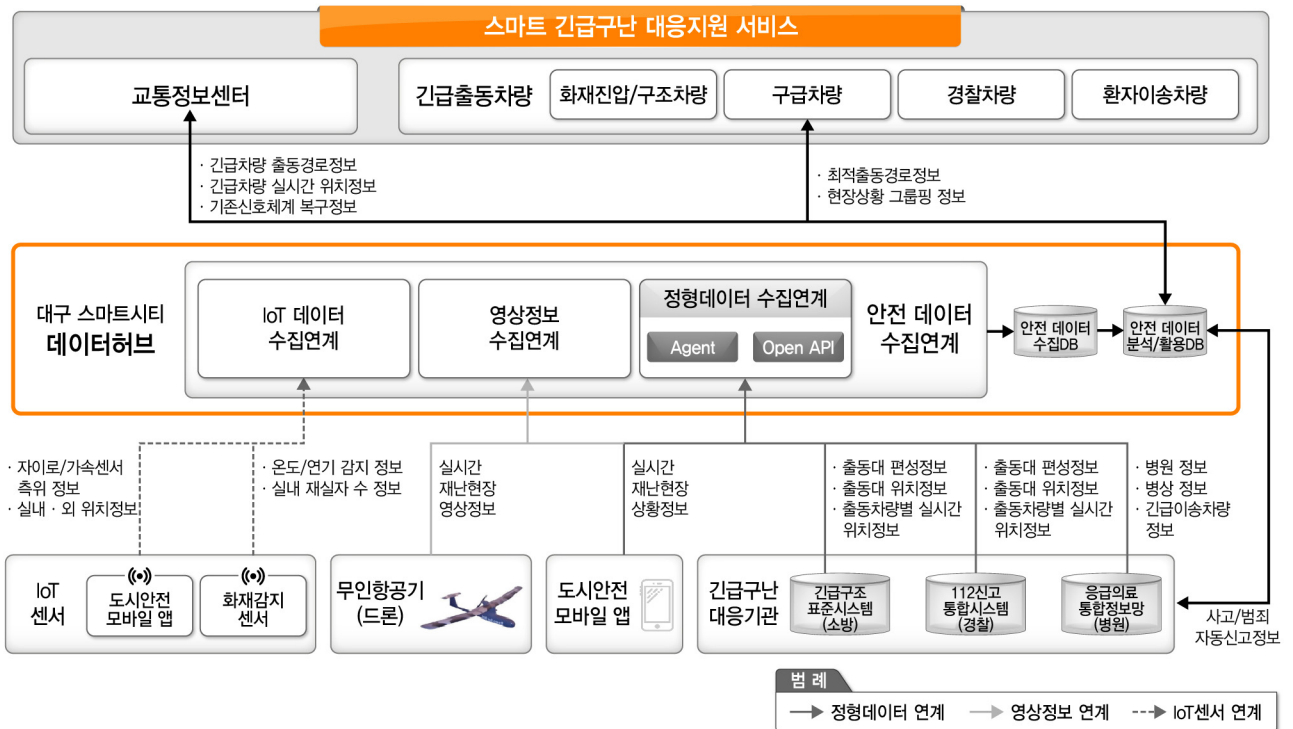 스마트 긴급구난 대응지원 서비스
교통정보센터
긴급출동차량
화재진압/구조차량
구급차량
경찰차량
환자이송차량
· 긴급차량 출동경로정보
· 긴급차량 실시간 위치정보
· 기존신호체계 복구정보
· 최적출동경로정보
· 현장상황 그룹핑 정보
대구 스마트시티
데이터허브
IoT 데이터
수집연계
영상정보
수집연계
정형데이터 수집연계
Agent
Open API
안전 데이터
수집연계
안전 데이터
수집DB
안전 데이터
분석/활용DB
· 자이로/가속센서
측위 정보
· 실내 · 외 위치정보
· 온도/연기 감지 정보
· 실내 재실자 수 정보
실시간
재난현장
영상정보
실시간
재난현장
상황정보
· 출동대 편성정보
· 출동대 위치정보
· 출동차량별 실시간
위치정보
· 출동대 편성정보
· 출동대 위치정보
· 출동차량별 실시간
위치정보
· 병원 정보
· 병상 정보
· 긴급이송차량
정보
IoT
센서
도시안전
모바일 앱
화재감지
센서
무인항공기
(드론)
도시안전
모바일 앱
긴급구난
대응기관
긴급구조
표준시스템
(소방)
112신고
통합시스템
(경찰)
응급의료
통합정보망
(병원)
사고/범죄
자동신고정보
범 례
정형데이터 연계
영상정보 연계
IoT센서 연계